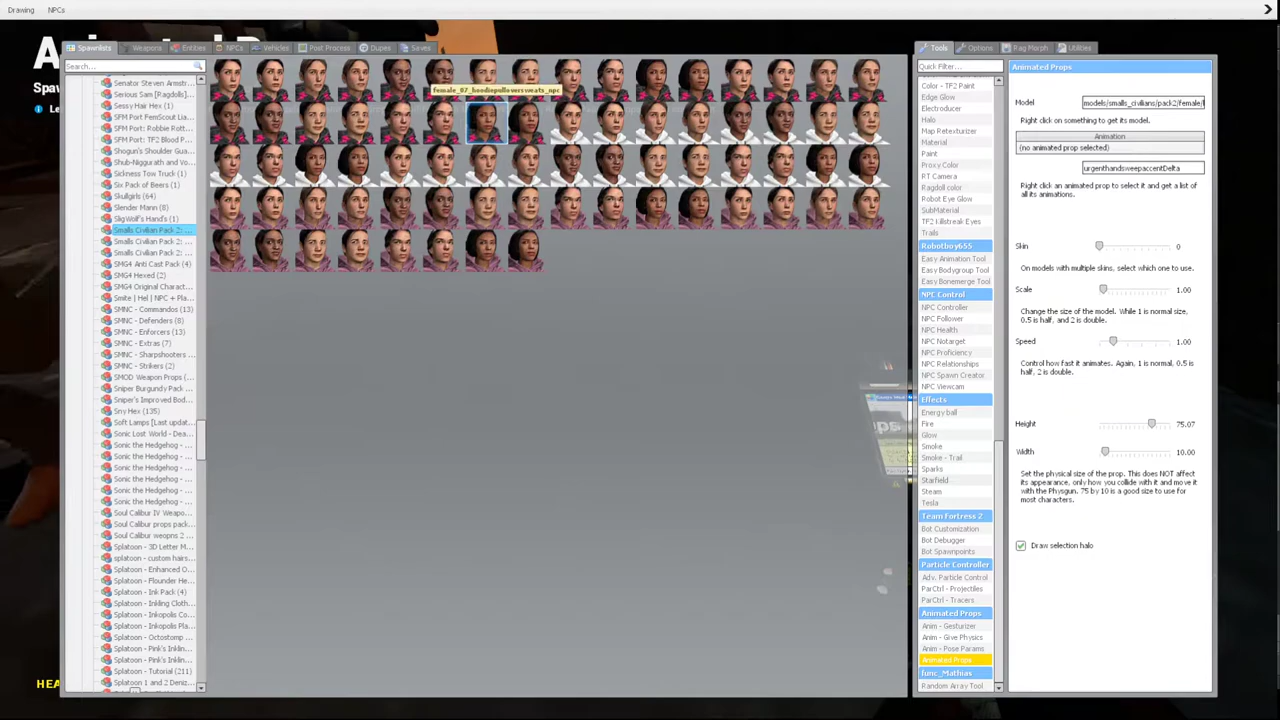 Drawing NPCs
Spawnlists Weapons Entities NPCs Vehicles Post Process Dupes Saves
Search...
Senator Steven Armstr...
Serious Sam [Ragdolls] ...
Sessy Hair Hex (1)
SFM Port FemScout Lia...
SFM Port: Robbie Rott...
SFM Port: TF2 Blood P...
Shogun's Shoulder Gua...
Shub-Niggurath and Yo...
Sickness Tow Truck (1)
Six Pack of Beers (1)
Skullgirls (64)
Slender Mann (8)
SligWolf's Hand's (1)
Smalls Civilian Pack 2: ...
Smalls Civilian Pack 2: ...
Smalls Civilian Pack 2: ...
SMG4 Anti Cast Pack (4)
SMG4 Hexed (2)
SMG4 Original Charact...
Smite | Hel | NPC + Pla...
SMNC - Commandos (13)
SMNC - Defenders (8)
SMNC - Enforcers (13)
SMNC - Extras (7)
SMNC - Sharpshooters ...
SMNC - Strikers (2)
SMOD Weapon Props (...
Sniper Burgundy Pack ...
Sniper's Improved Bod...
Sny Hex (135)
Soft Lamps [Last updat...
Sonic Lost World - Dea...
Sonic the Hedgehog - ...
Sonic the Hedgehog - ...
Sonic the Hedgehog - ...
Sonic the Hedgehog - ...
Sonic the Hedgehog - ...
Sonic the Hedgehog - ...
Soul Calibur IV Weapo...
Soul Calibur props pack...
Soul Calibur weopns 2 ...
Splatoon - 3D Letter M...
splatoon - custom hairs...
Splatoon - Enhanced O...
Splatoon - Flounder He...
Splatoon - Ink Pack (4)
Splatoon - Inkling Cloth...
Splatoon - Inkopolis Co...
Splatoon - Inkopolis Pla...
Splatoon - Octostomp ...
Splatoon - Pink's Inklin...
Splatoon - Pink's Inklin...
Splatoon - Tutorial (211)
Splatoon 1 and 2 Deniz...
female_07_hoodiepulloversweats_npc
Tools Options Rag Morph Utilities
Quick Filter...
Color - TF2 Paint
Edge Glow
Electroducer
Halo
Map Retexturizer
Material
Paint
Proxy Color
RT Camera
Ragdoll color
Robot Eye Glow
SubMaterial
TF2 Killstreak Eyes
Trails
Robotboy655
Easy Animation Tool
Easy Bodygroup Tool
Easy Bonemerge Tool
NPC Control
NPC Controller
NPC Follower
NPC Health
NPC Notarget
NPC Proficiency
NPC Relationships
NPC Spawn Creator
NPC Viewcam
Effects
Energy ball
Fire
Glow
Smoke
Smoke - Trail
Sparks
Starfield
Steam
Tesla
Team Fortress 2
Bot Customization
Bot Debugger
Bot Spawnpoints
Particle Controller
Adv. Particle Control
ParCtrl - Projectiles
ParCtrl - Tracers
Animated Props
Anim - Gesturizer
Anim - Give Physics
Anim - Pose Params
Animated Props
func_Mathias
Random Array Tool
Animated Props
Model models/smalls_civilians/pack2/female/
Right click on something to get its model.
Animation
(no animated prop selected)
urgenthandsweepaccentDelta
Right click an animated prop to select it and get a list of
all its animations.
Skin 0
On models with multiple skins, select which one to use.
Scale 1.00
Change the size of the model. While 1 is normal size,
0.5 is half, and 2 is double.
Speed 1.00
Control how fast it animates. Again, 1 is normal, 0.5 is
half, 2 is double.
Height 75.07
Width 10.00
Set the physical size of the prop. This does NOT affect
its appearance, only how you collide with it and move it
with the Physgun. 75 by 10 is a good size to use for
most characters.
Draw selection halo
HEA